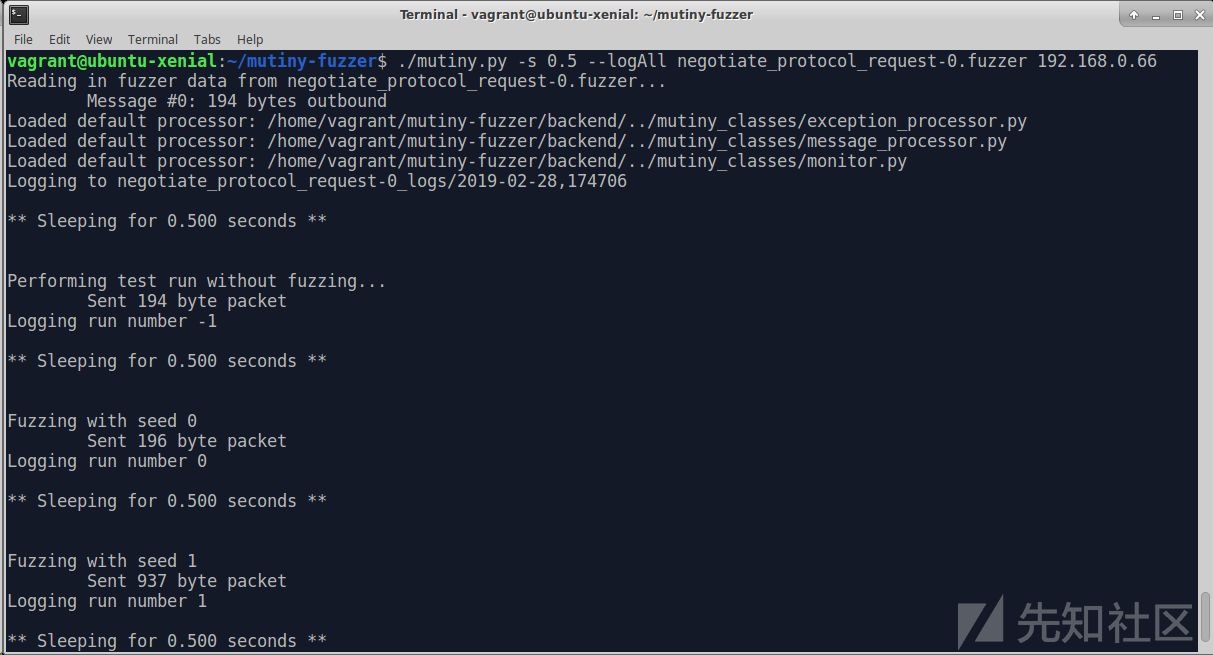 Terminal - vagrant@ubuntu-xenial: ~/mutiny-fuzzer
File Edit View Terminal Tabs Help
vagrant@ubuntu-xenial:~/mutiny-fuzzer$ ./mutiny.py -s 0.5 --logAll negotiate_protocol_request-0.fuzzer 192.168.0.66
Reading in fuzzer data from negotiate_protocol_request-0.fuzzer...
Message #0: 194 bytes outbound
Loaded default processor: /home/vagrant/mutiny-fuzzer/backend/../mutiny_classes/exception_processor.py
Loaded default processor: /home/vagrant/mutiny-fuzzer/backend/../mutiny_classes/message_processor.py
Loaded default processor: /home/vagrant/mutiny-fuzzer/backend/../mutiny_classes/monitor.py
Logging to negotiate_protocol_request-0_logs/2019-02-28,174706
** Sleeping for 0.500 seconds **
Performing test run without fuzzing...
Sent 194 byte packet
Logging run number -1
** Sleeping for 0.500 seconds **
Fuzzing with seed 0
Sent 196 byte packet
Logging run number 0
** Sleeping for 0.500 seconds **
Fuzzing with seed 1
Sent 937 byte packet
Logging run number 1
** Sleeping for 0.500 seconds **
先知社区